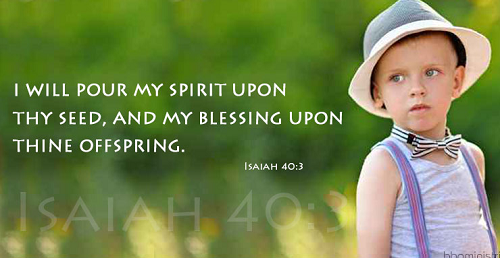 I WILL POUR MY SPIRIT UPON
THY SEED, AND MY BLESSING UPON
THINE OFFSPRING.
ISAIAH 40:3
ISAIAH 40:3